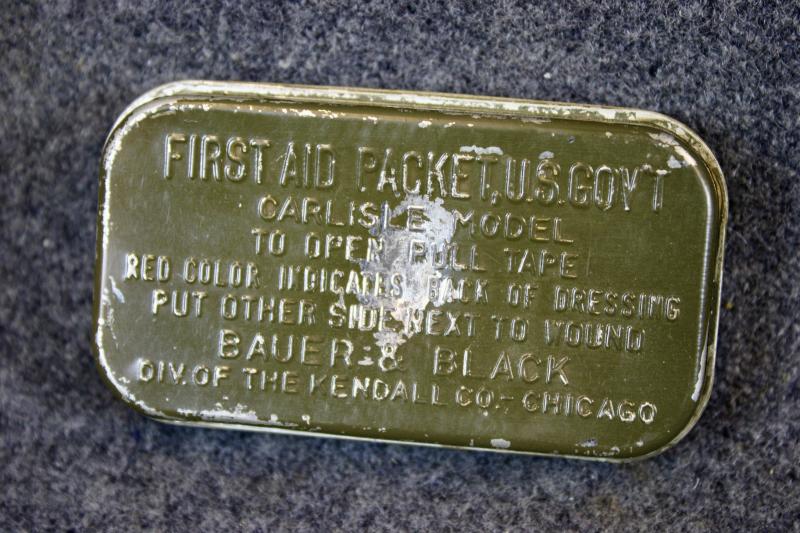 FIRST AID PACKET, U.S. GOV'T
CARLISLE MODEL
TO OPEN PULL TAPE
RED COLOR INDICATES BACK OF DRESSING
PUT OTHER SIDE NEXT TO WOUND
BAUER & BLACK
DIV. OF THE KENDALL CO.- CHICAGO